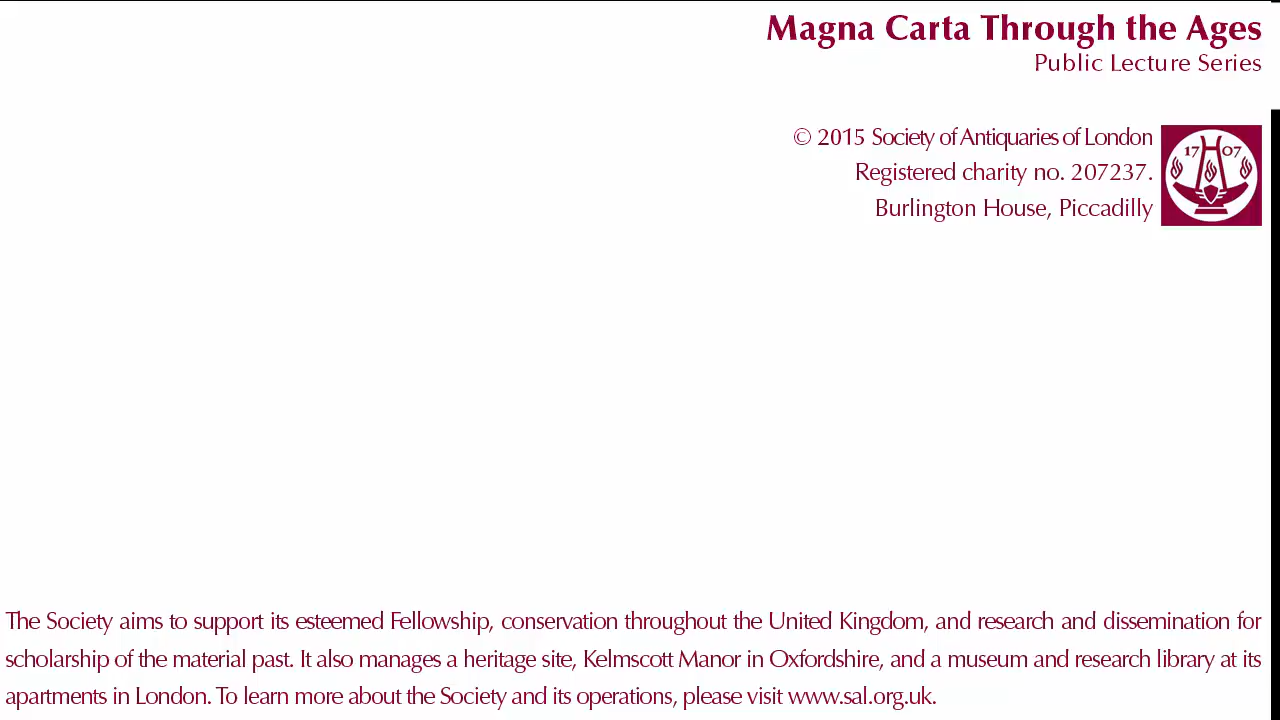 Magna Carta Through the Ages
Public Lecture Series
© 2015 Society of Antiquaries of London
Registered charity no. 207237.
Burlington House, Piccadilly
17 07
The Society aims to support its esteemed Fellowship, conservation throughout the United Kingdom, and research and dissemination for
scholarship of the material past. It also manages a heritage site, Kelmscott Manor in Oxfordshire, and a museum and research library at its
apartments in London. To learn more about the Society and its operations, please visit www.sal.org.uk.